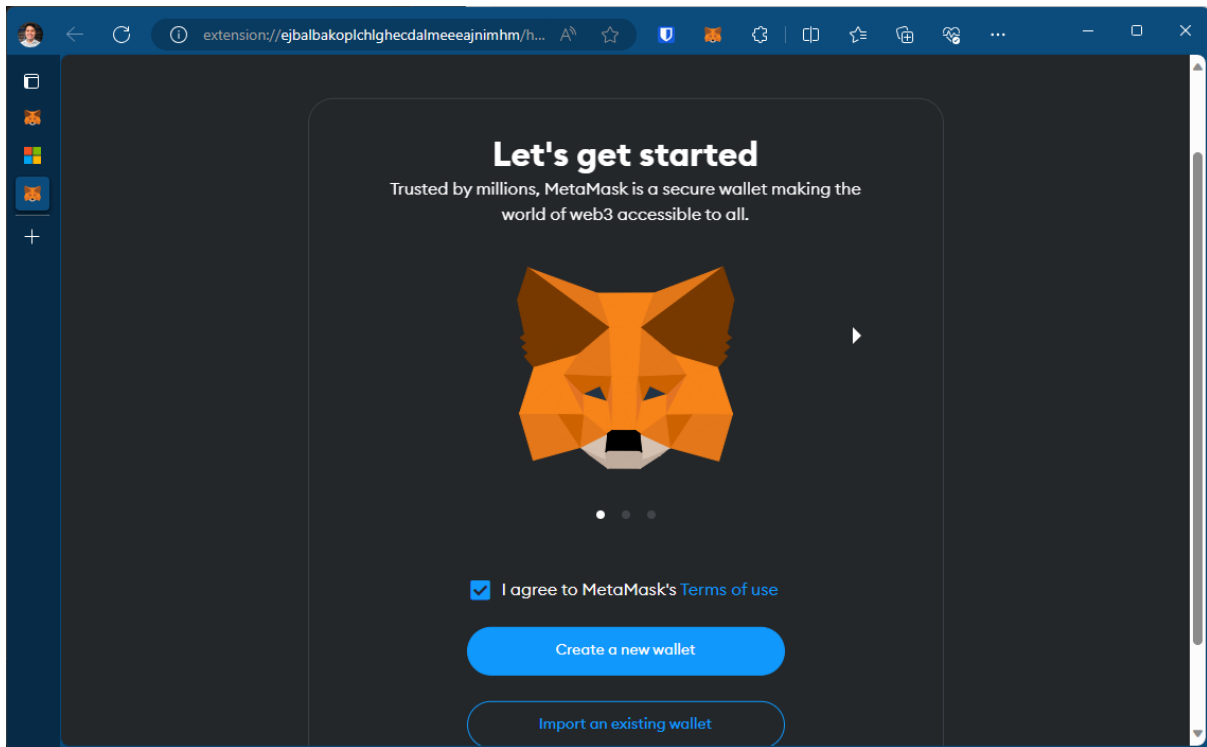 extension://ejbalbakoplchlghecdalmeeeajnimhm/h...
Let's get started
Trusted by millions, MetaMask is a secure wallet making the
world of web3 accessible to all.
I agree to MetaMask's Terms of use
Create a new wallet
Import an existing wallet